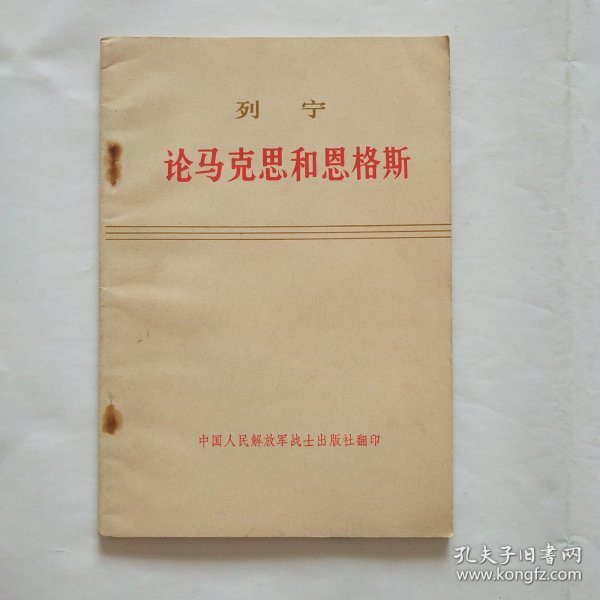 列 宁
论马克思和恩格斯
中国人民解放军战士出版社翻印
孔夫子旧书网
www.kongfz.com